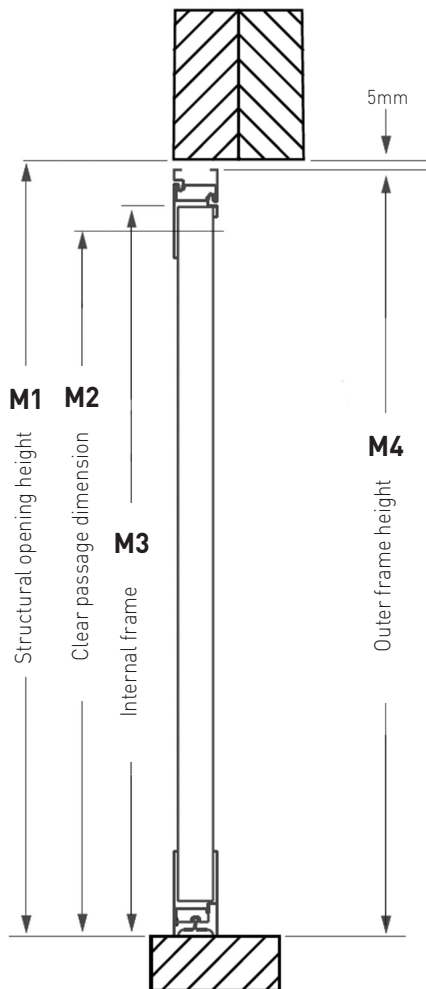 5mm
M1
Structural opening height
M2
Clear passage dimension
M3
Internal frame
M4
Outer frame height